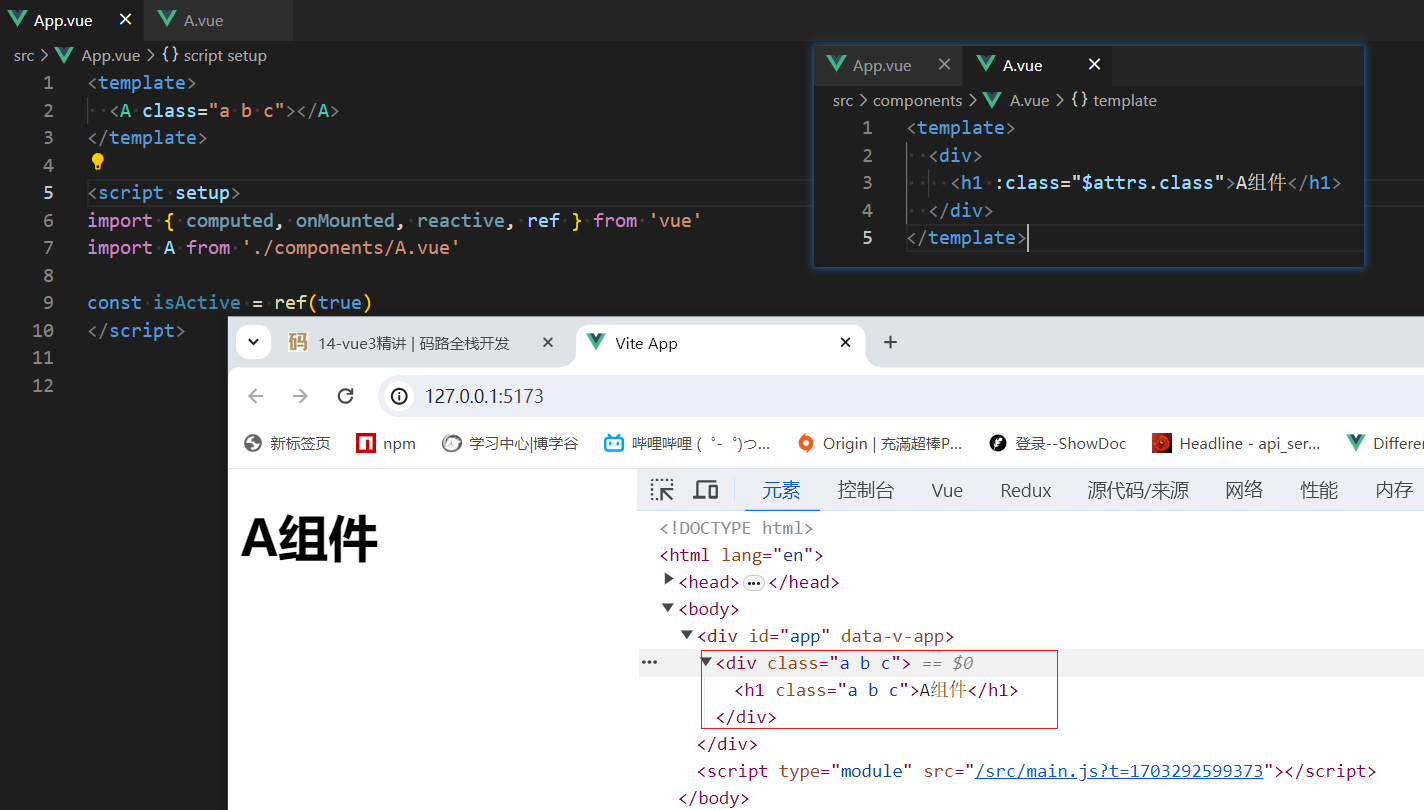 App.vue A.vue
src App.vue {} script setup
1 <template>
2 <A class="a b c"></A>
3 </template>
4
5 <script setup>
6 import { computed, onMounted, reactive, ref } from 'vue'
7 import A from './components/A.vue'
8
9 const isActive = ref(true)
10 </script>
11
12
App.vue A.vue
src components A.vue {} template
1 <template>
2 <div>
3 <h1 :class="$attrs.class">A组件</h1>
4 </div>
5 </template>
码 14-vue3精讲 | 码路全栈开发 Vite App
127.0.0.1:5173
新标签页 npm 学习中心|博学谷 哔哩哔哩 (゜-゜)つ... Origin | 充滿超棒P... 登录--ShowDoc Headline - api_ser... Differen
A组件
元素 控制台 Vue Redux 源代码/来源 网络 性能 内存
<!DOCTYPE html>
<html lang="en">
<head> ••• </head>
<body>
<div id="app" data-v-app>
<div class="a b c"> == $0
<h1 class="a b c">A组件</h1>
</div>
</div>
<script type="module" src="/src/main.js?t=1703292599373"></script>
</body>